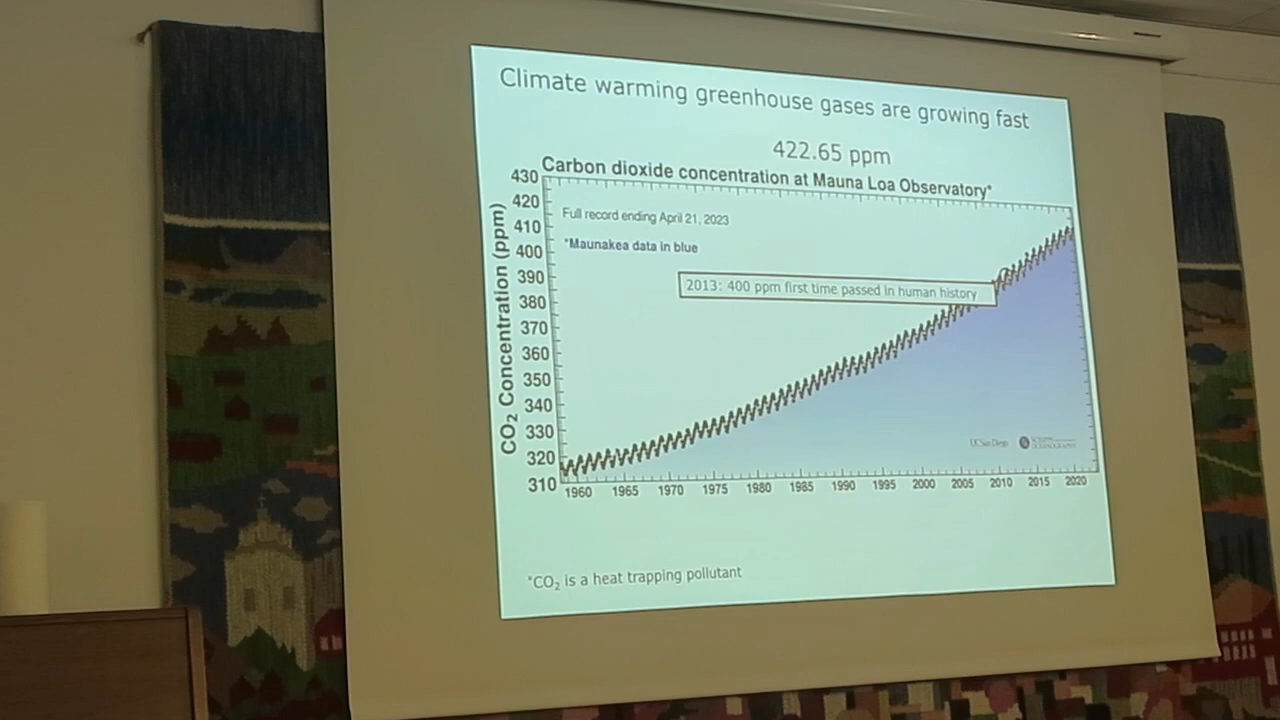 Climate warming greenhouse gases are growing fast
422.65 ppm
Carbon dioxide concentration at Mauna Loa Observatory*
Full record ending April 21, 2023
*Maunakea data in blue
2013: 400 ppm first time passed in human history
CO₂ Concentration (ppm)
430
420
410
400
390
380
370
360
350
340
330
320
310
1960 1965 1970 1975 1980 1985 1990 1995 2000 2005 2010 2015 2020
UC San Diego
*CO₂ is a heat trapping pollutant